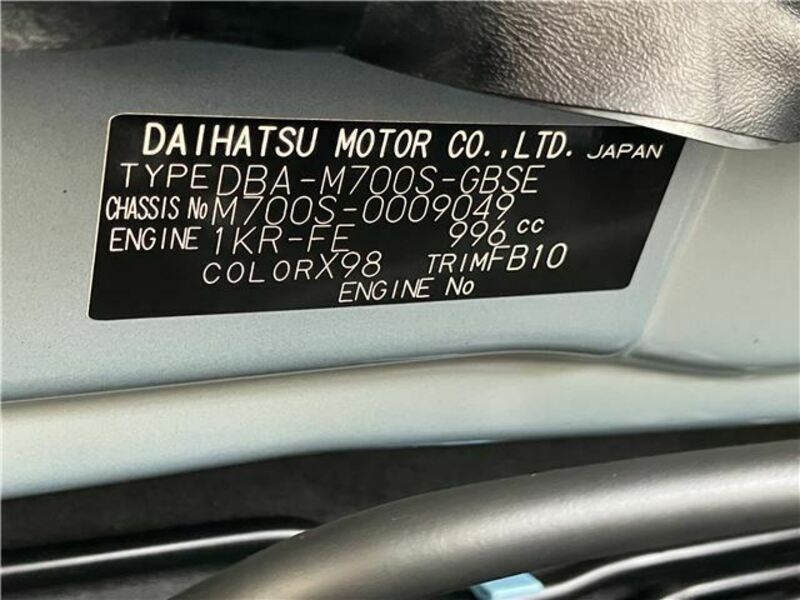 DAIHATSU MOTOR CO.,LTD. JAPAN
TYPE DBA-M700S-GBSE
CHASSIS No M700S-0009049
ENGINE 1KR-FE 996 cc
COLOR X98 TRIM FB10
ENGINE No